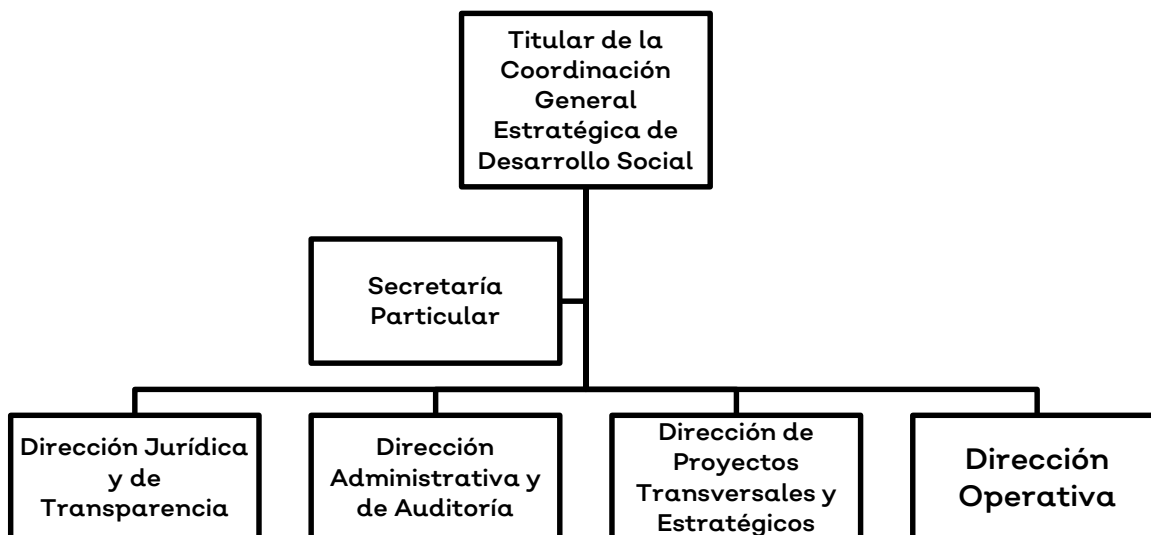 Titular de la
Coordinación
General
Estratégica de
Desarrollo Social
Secretaría
Particular
Dirección Jurídica
y de
Transparencia
Dirección
Administrativa y
de Auditoría
Dirección de
Proyectos
Transversales y
Estratégicos
Dirección
Operativa